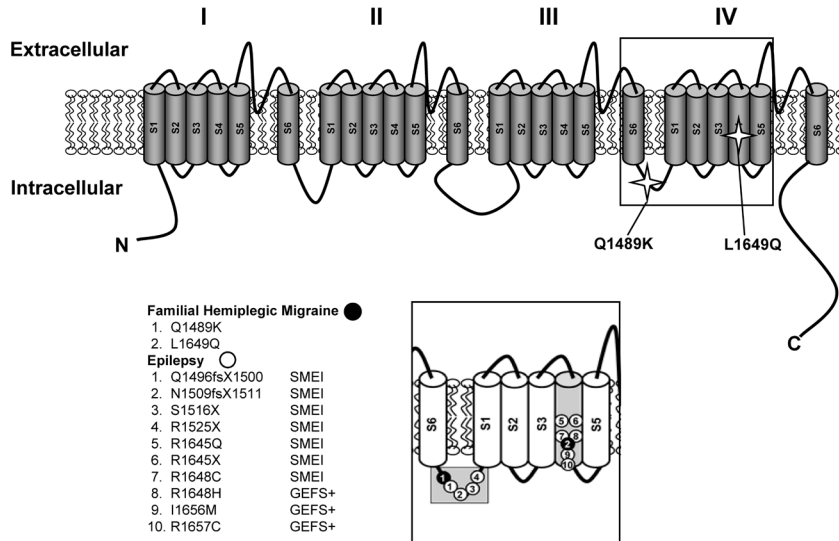 I II III IV
Extracellular
S1 S2 S3 S4 S5 S6 S1 S2 S3 S4 S5 S6 S1 S2 S3 S4 S5 S6 S1 S2 S3 S5 S6
Intracellular
N
Q1489K L1649Q
C
Familial Hemiplegic Migraine
1. Q1489K
2. L1649Q
Epilepsy
1. Q1496fsX1500 SMEI
2. N1509fsX1511 SMEI
3. S1516X SMEI
4. R1525X SMEI
5. R1645Q SMEI
6. R1645X SMEI
7. R1648C SMEI
8. R1648H GEFS+
9. I1656M GEFS+
10. R1657C GEFS+
S6 S1 S2 S3 S5
5 6
7 8
2
9
10
1 4
1 3
2